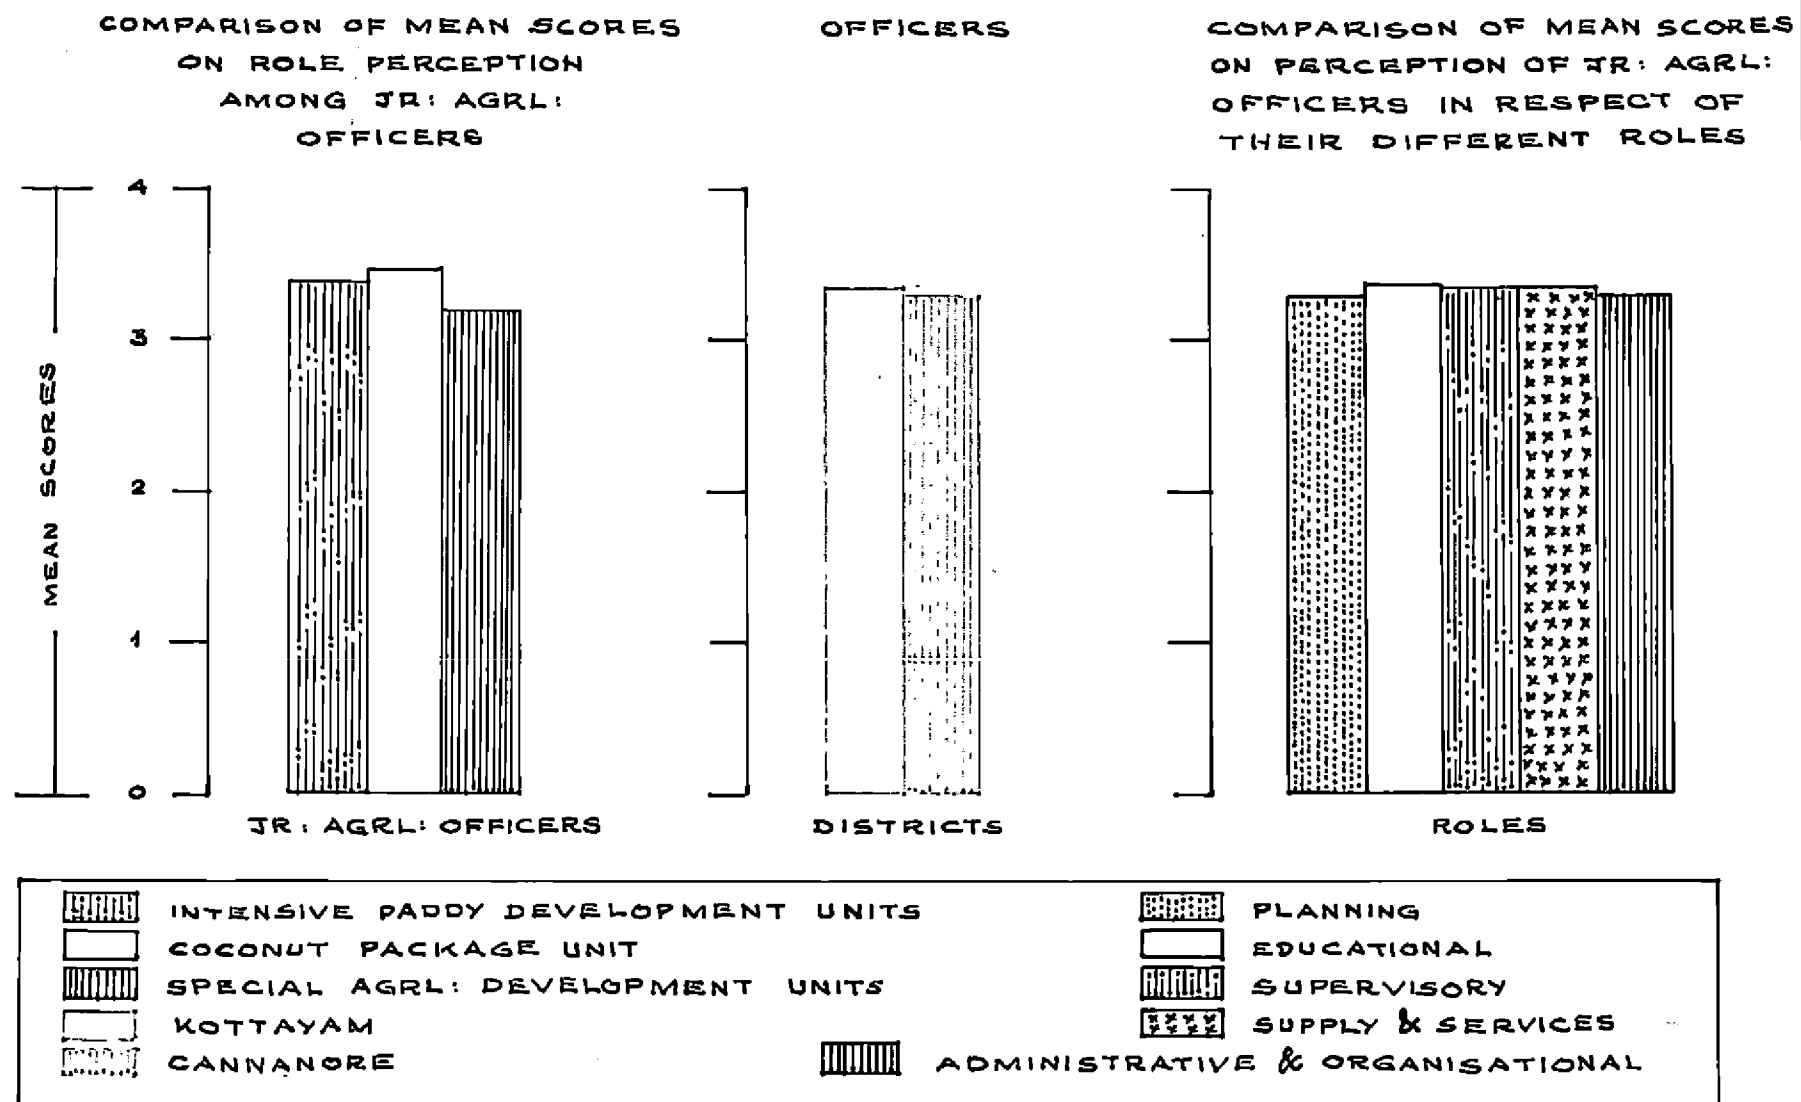 COMPARISON OF MEAN SCORES
ON ROLE PERCEPTION
AMONG JR: AGRL:
OFFICERS
OFFICERS
COMPARISON OF MEAN SCORES
ON PERCEPTION OF JR: AGRL:
OFFICERS IN RESPECT OF
THEIR DIFFERENT ROLES
MEAN SCORES
4
3
2
1
0
JR: AGRL: OFFICERS
DISTRICTS
ROLES
INTENSIVE PADDY DEVELOPMENT UNITS
COCONUT PACKAGE UNIT
SPECIAL AGRL: DEVELOPMENT UNITS
KOTTAYAM
CANNANORE
PLANNING
EDUCATIONAL
SUPERVISORY
SUPPLY & SERVICES
ADMINISTRATIVE & ORGANISATIONAL